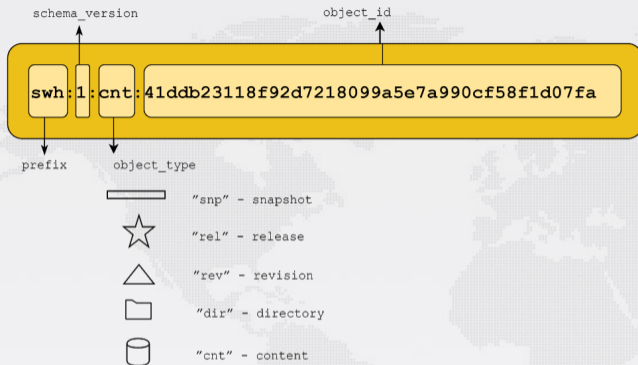 schema_version
object_id
swh:1:cnt:41ddb23118f92d7218099a5e7a990cf58f1d07fa
prefix
object_type
"snp" - snapshot
"rel" - release
"rev" - revision
"dir" - directory
"cnt" - content